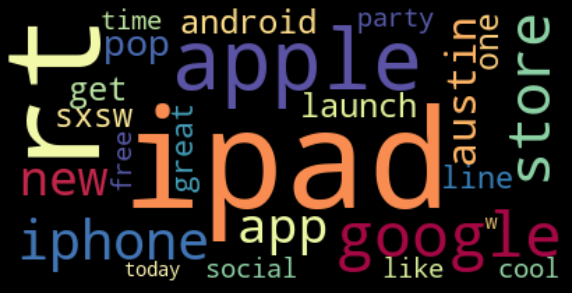 rt
time
android
party
one
pop
apple
austin
store
get
launch
sxsw
free
great
ipad
new
line
iphone
app
google
w
today
social
like
cool